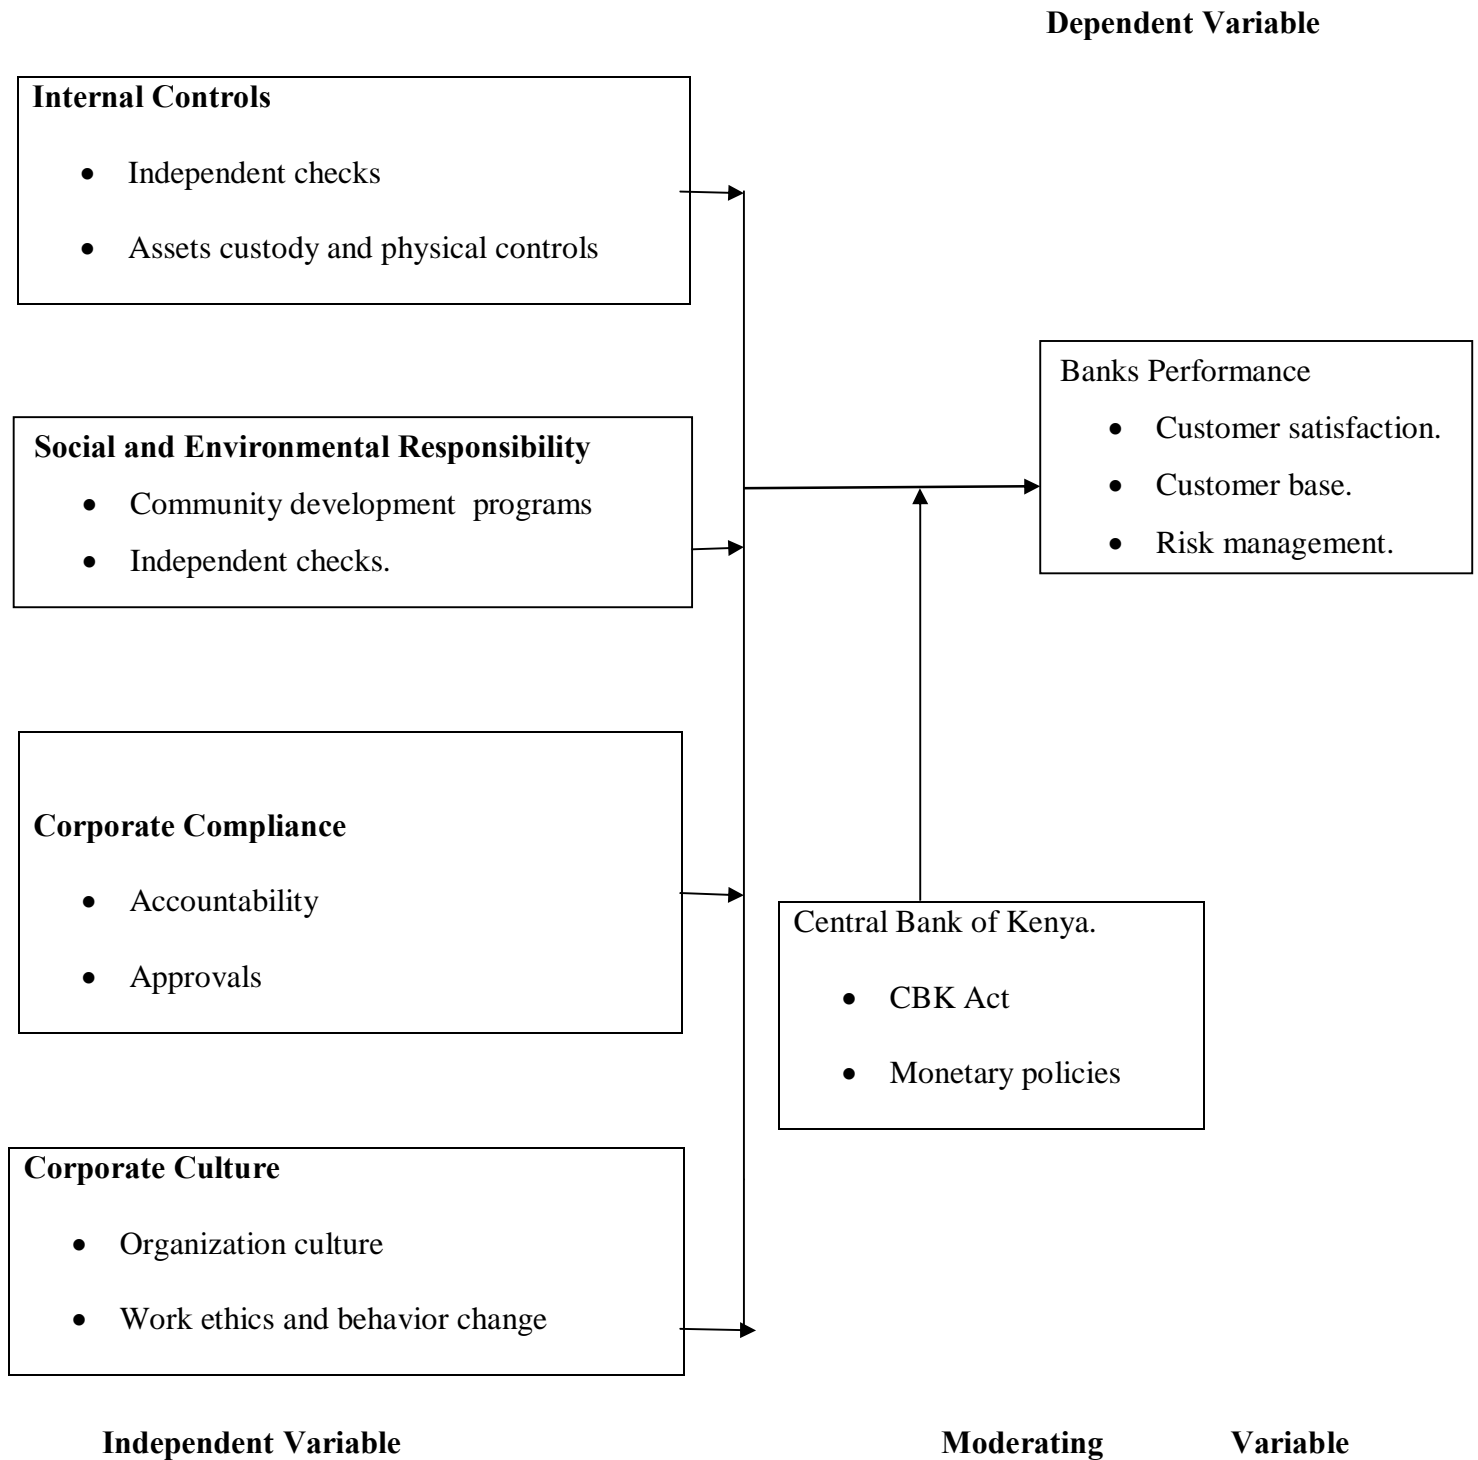 Dependent Variable
Internal Controls
• Independent checks
• Assets custody and physical controls
Social and Environmental Responsibility
• Community development programs
• Independent checks.
Corporate Compliance
• Accountability
• Approvals
Corporate Culture
• Organization culture
• Work ethics and behavior change
Banks Performance
• Customer satisfaction.
• Customer base.
• Risk management.
Central Bank of Kenya.
• CBK Act
• Monetary policies
Independent Variable
Moderating Variable